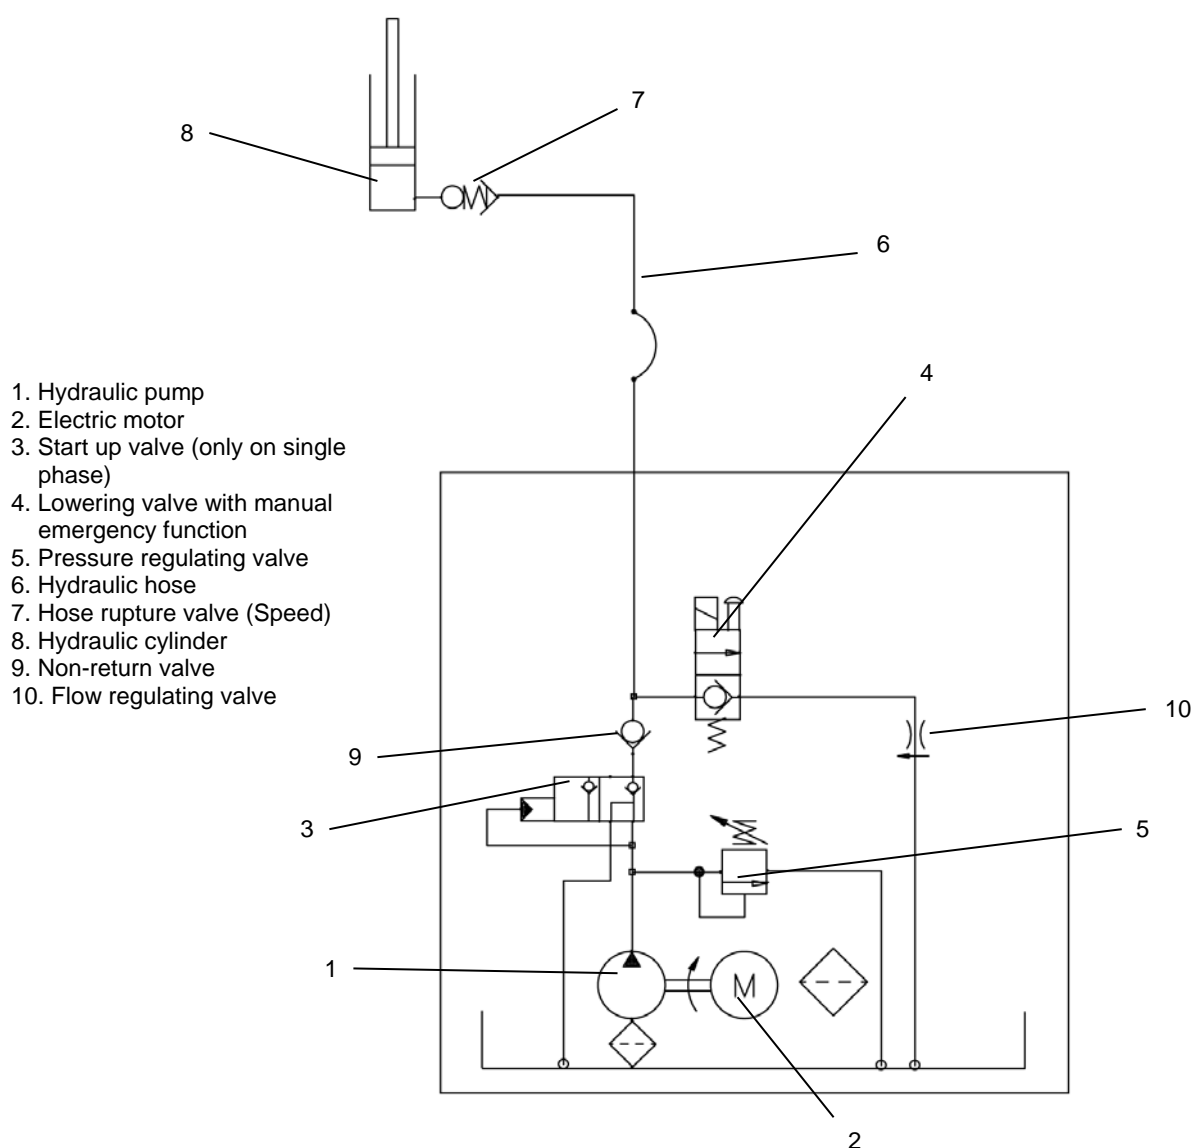 7
8
6
4
1. Hydraulic pump
2. Electric motor
3. Start up valve (only on single
phase)
4. Lowering valve with manual
emergency function
5. Pressure regulating valve
6. Hydraulic hose
7. Hose rupture valve (Speed)
8. Hydraulic cylinder
9. Non-return valve
10. Flow regulating valve
10
9
3
5
1
M
2